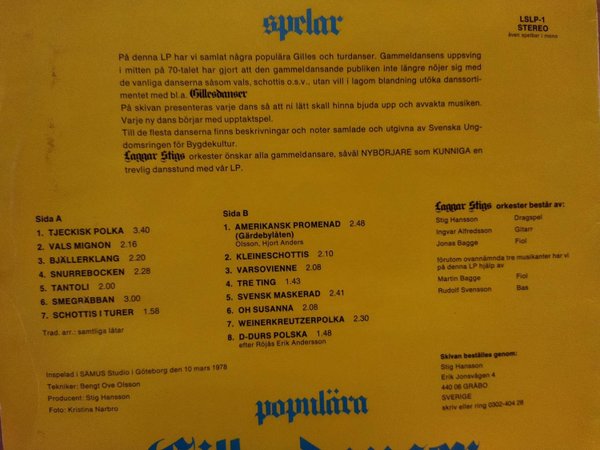 spelar
LSLP-1
STEREO
även spelbar i mono
På denna LP har vi samlat några populära Gilles och turdanser. Gammeldansens uppsving
i mitten på 70-talet har gjort att den gammeldansande publiken inte längre nöjer sig med
de vanliga danserna såsom vals, schottis o.s.v., utan vill i lagom blandning utöka danssorti-
mentet med bl.a. Gillesdanser
På skivan presenteras varje dans så att ni lätt skall hinna bjuda upp och avvakta musiken.
Varje ny dans börjar med upptaktspel.
Till de flesta danserna finns beskrivningar och noter samlade och utgivna av Svenska Ung-
domsringen för Bygdekultur.
Laggar Stigs orkester önskar alla gammeldansare, såväl NYBÖRJARE som KUNNIGA en
trevlig dansstund med vår LP.
Sida A
1. TJECKISK POLKA 3.40
2. VALS MIGNON 2.16
3. BJÄLLERKLANG 2.20
4. SNURREBOCKEN 2.28
5. TANTOLI 2.00
6. SMEGRÄBBAN 3.00
7. SCHOTTIS I TURER 1.58
Trad. arr.: samtliga låtar
Sida B
1. AMERIKANSK PROMENAD 2.48
(Gärdebylåten)
Olsson, Hjort Anders
2. KLEINESCHOTTIS 2.10
3. VARSOVIENNE 2.08
4. TRE TING 1.43
5. SVENSK MASKERAD 2.41
6. OH SUSANNA 2.08
7. WEINERKREUTZERPOLKA 2.30
8. D-DURS POLSKA 1.48
efter Röjås Erik Andersson
Laggar Stigs orkester består av:
Stig Hansson Dragspel
Ingvar Alfredsson Gitarr
Jonas Bagge Fiol
förutom ovannämnda tre musikanter har vi
på denna LP hjälp av
Martin Bagge Fiol
Rudolf Svensson Bas
Inspelad i SAMUS Studio i Göteborg den 10 mars 1978
Tekniker: Bengt Ove Olsson
Producent: Stig Hansson
Foto: Kristina Narbro
Skivan beställes genom:
Stig Hansson
Erik Jonsvägen 4
440 06 GRÅBO
SVERIGE
skriv eller ring 0302-404 28
populära
Gillesdanser